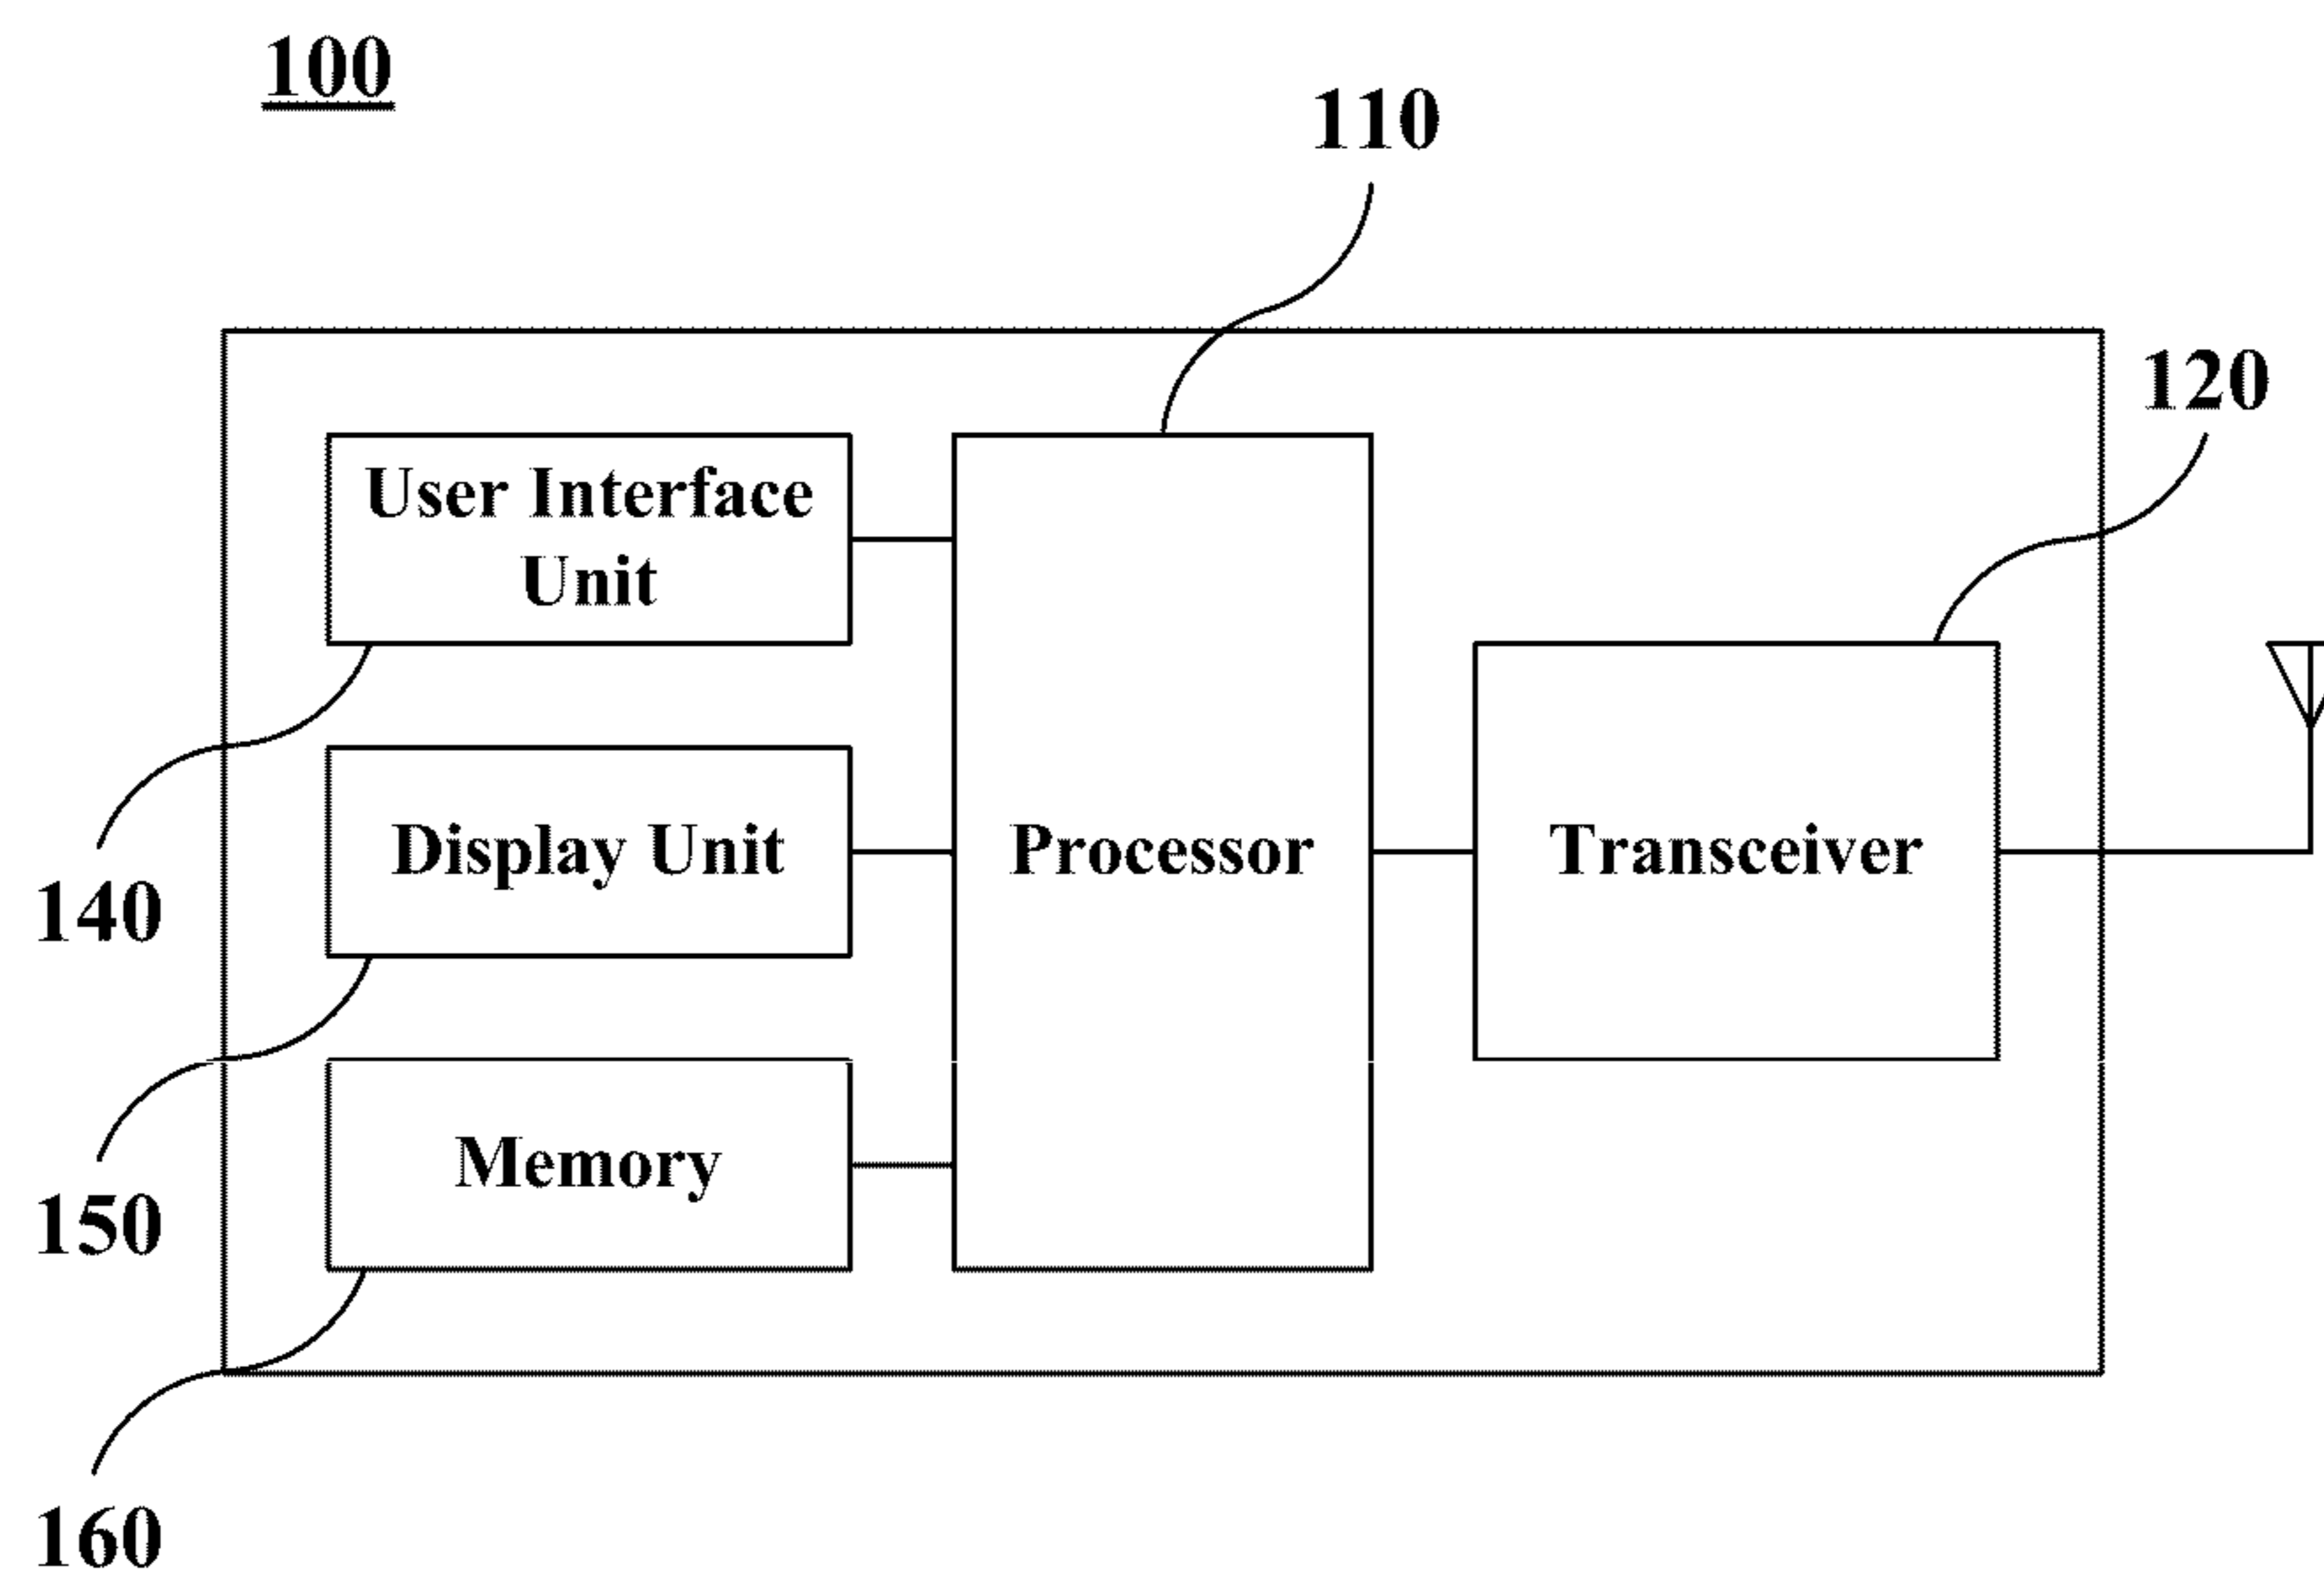 100
110
120
User Interface
Unit
Display Unit
Processor
Transceiver
140
Memory
150
160